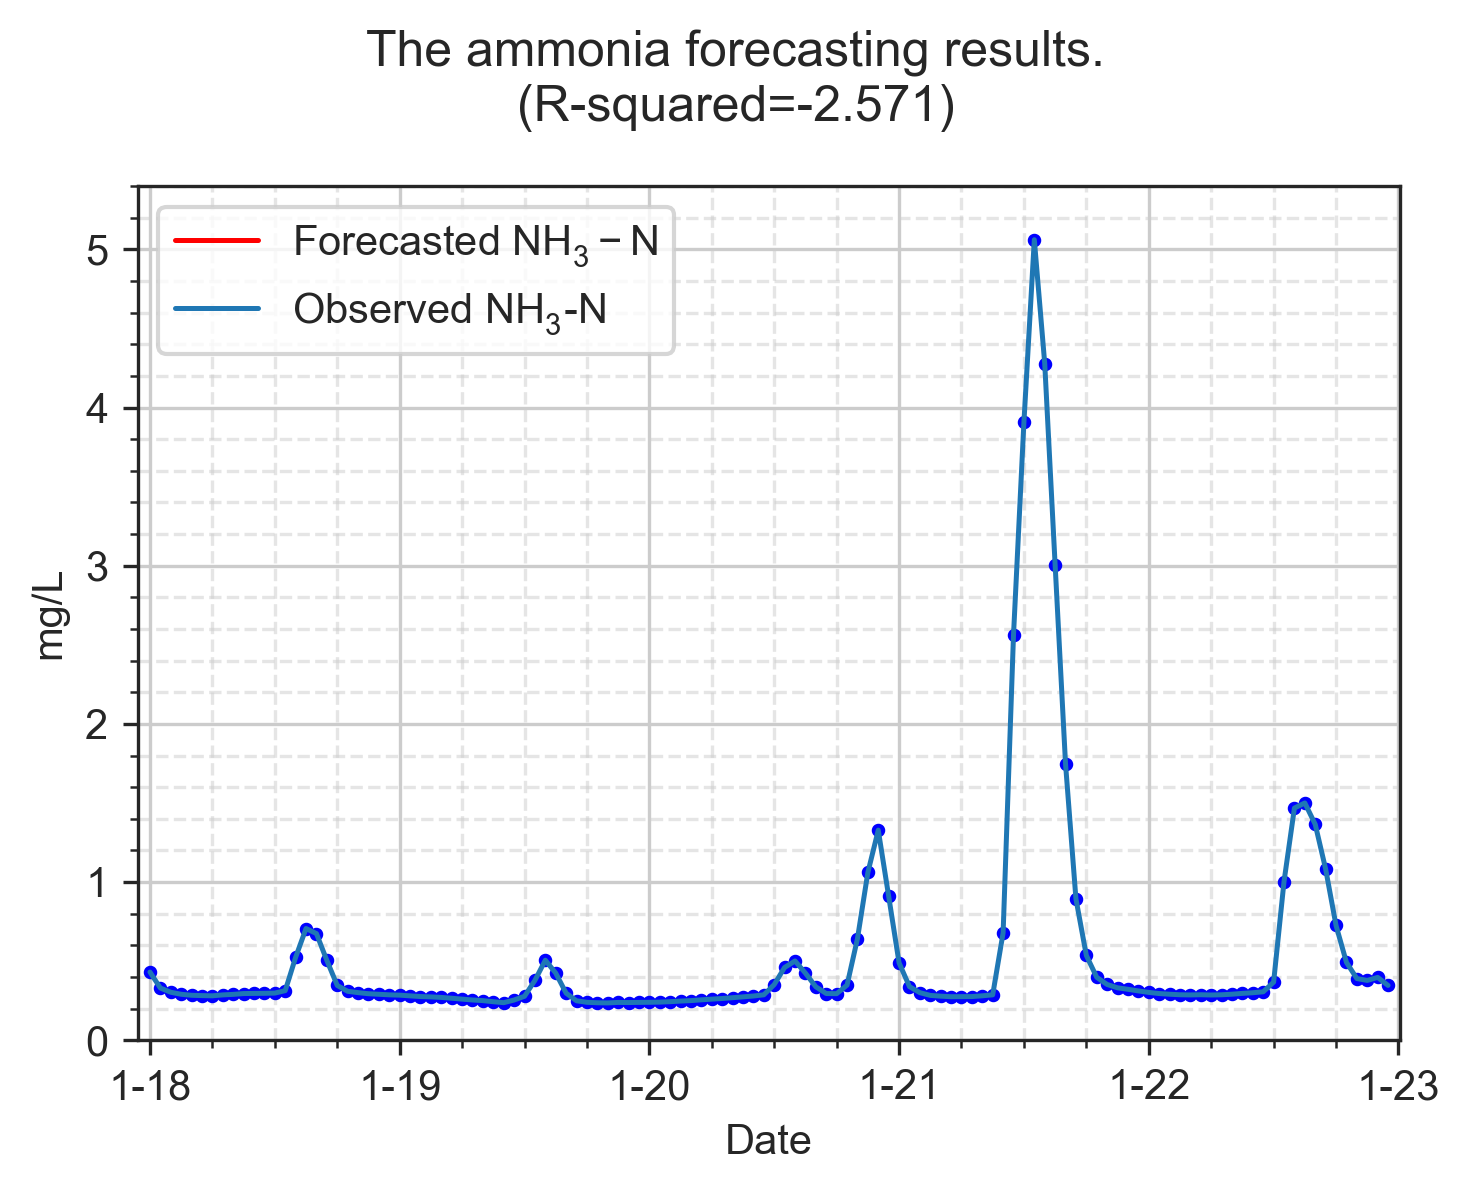 The ammonia forecasting results.
(R-squared=-2.571)
Forecasted NH₃ − N
Observed NH₃-N
5
4
3
2
1
0
mg/L
1-18 1-19 1-20 1-21 1-22 1-23
Date